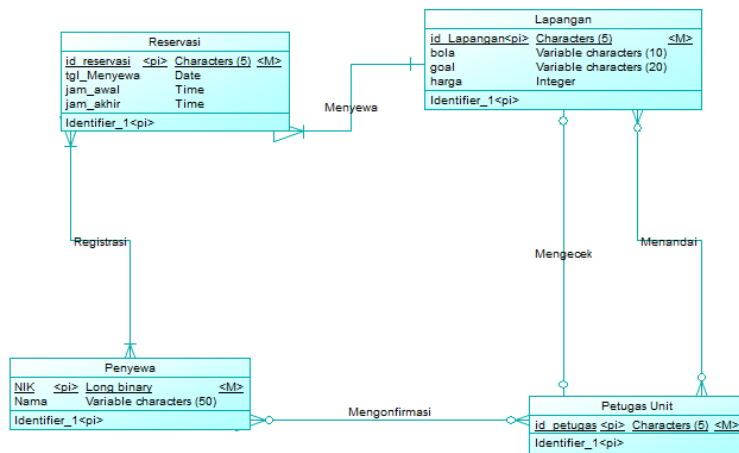 Reservasi
id_reservasi <pi> Characters (5) <M>
tgl_Menyewa Date
jam_awal Time
jam_akhir Time
Identifier_1<pi>
Lapangan
id_Lapangan<pi> Characters (5) <M>
bola Variable characters (10)
goal Variable characters (20)
harga Integer
Identifier_1<pi>
Menyewa
Registrasi
Mengecek
Menandai
Penyewa
NIK <pi> Long binary <M>
Nama Variable characters (50)
Identifier_1<pi>
Mengonfirmasi
Petugas Unit
id_petugas <pi> Characters (5) <M>
Identifier_1<pi>